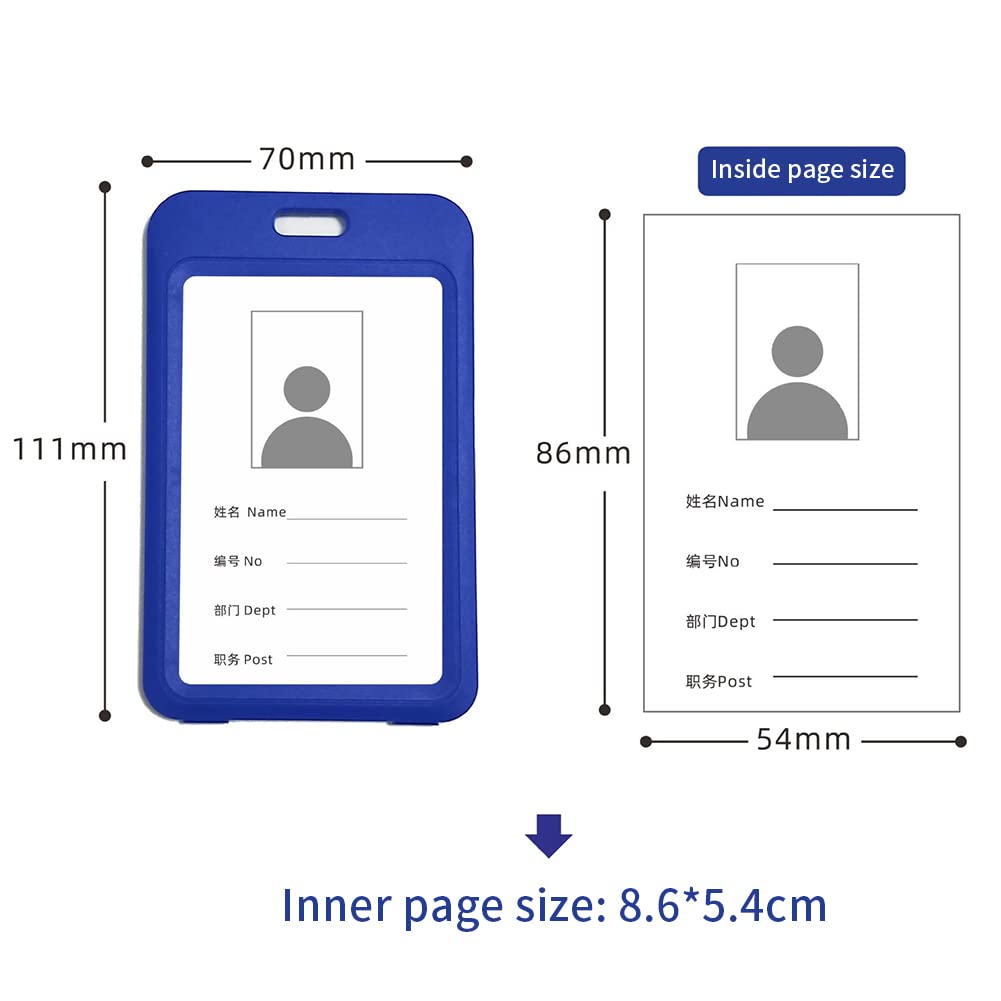 70mm
111mm
姓名 Name
编号 No
部门 Dept
职务 Post
Inside page size
86mm
姓名Name
编号No
部门Dept
职务Post
54mm
Inner page size: 8.6*5.4cm